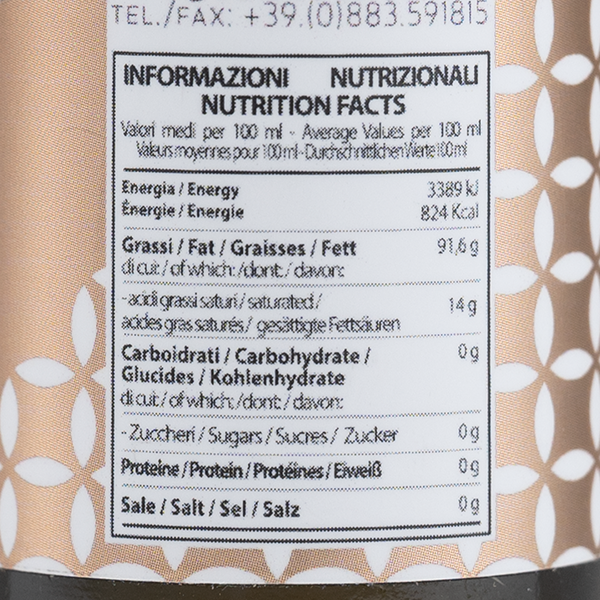 TEL./FAX: +39.(0)883.591815
INFORMAZIONI NUTRIZIONALI
NUTRITION FACTS
Valori medi per 100 ml - Average Values per 100 ml
Valeurs moyennes pour 100 ml - Durchschnittlichen Werte 100 ml
Energia / Energy 3389 kJ
Énergie / Energie 824 Kcal
Grassi / Fat / Graisses / Fett 91,6 g
di cui: / of which: / dont: / davon:
- acidi grassi saturi / saturated / 14 g
acides gras saturés / gesättigte Fettsäuren
Carboidrati / Carbohydrate / 0 g
Glucides / Kohlenhydrate
di cui: / of which: / dont: / davon:
- Zuccheri / Sugars / Sucres / Zucker 0 g
Proteine / Protein / Protéines / Eiweiß 0 g
Sale / Salt / Sel / Salz 0 g